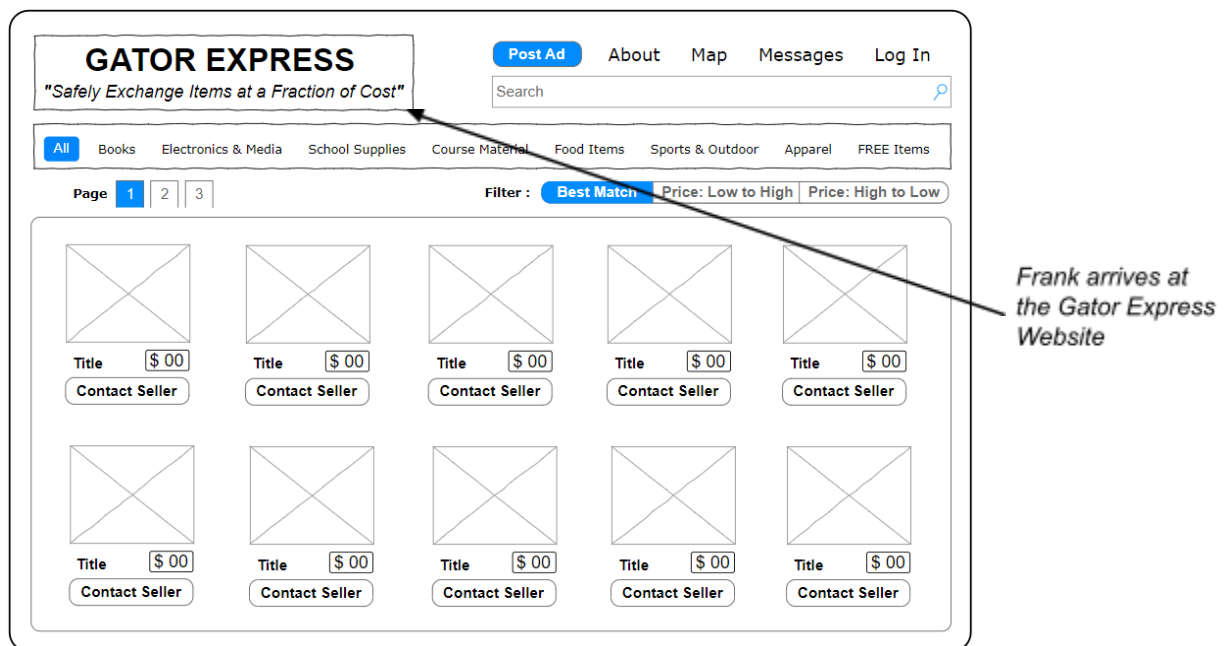 GATOR EXPRESS
"Safely Exchange Items at a Fraction of Cost"
Post Ad About Map Messages Log In
Search
All Books Electronics & Media School Supplies Course Material Food Items Sports & Outdoor Apparel FREE Items
Page 1 2 3
Filter : Best Match Price: Low to High Price: High to Low
Title $ 00 Title $ 00 Title $ 00 Title $ 00 Title $ 00
Contact Seller Contact Seller Contact Seller Contact Seller Contact Seller
Title $ 00 Title $ 00 Title $ 00 Title $ 00 Title $ 00
Contact Seller Contact Seller Contact Seller Contact Seller Contact Seller
Frank arrives at
the Gator Express
Website